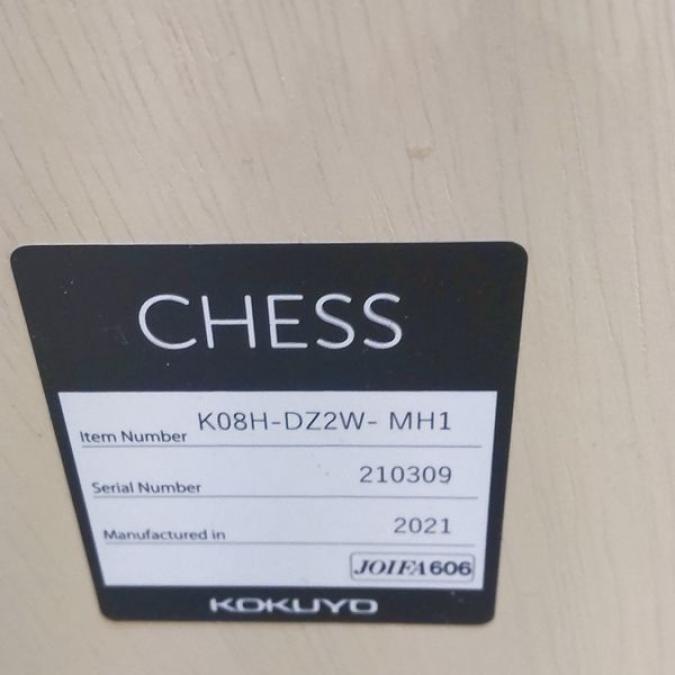 CHESS
Item Number K08H-DZ2W- MH1
Serial Number 210309
Manufactured in 2021
JOIFA606
KOKUYO